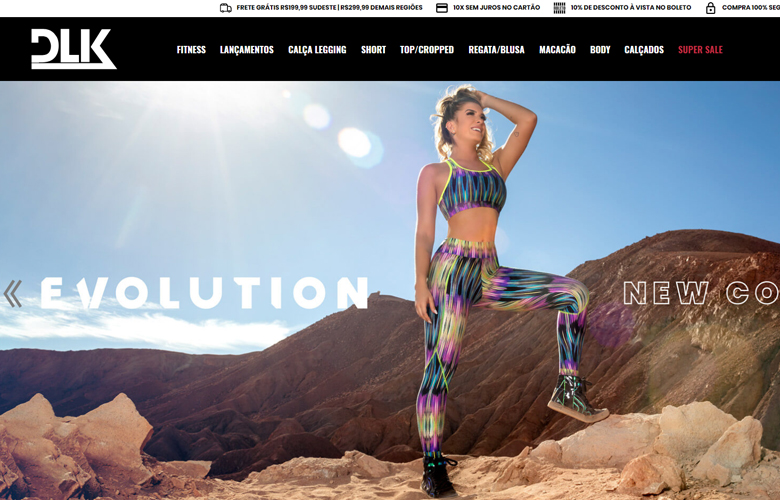 FRETE GRÁTIS RS199,99 SUDESTE | RS299,99 DEMAIS REGIÕES 10X SEM JUROS NO CARTÃO 10% DE DESCONTO À VISTA NO BOLETO COMPRA 100% SEG
DLK
FITNESS LANÇAMENTOS CALÇA LEGGING SHORT TOP/CROPPED REGATA/BLUSA MACACÃO BODY CALÇADOS SUPER SALE
EVOLUTION NEW CO